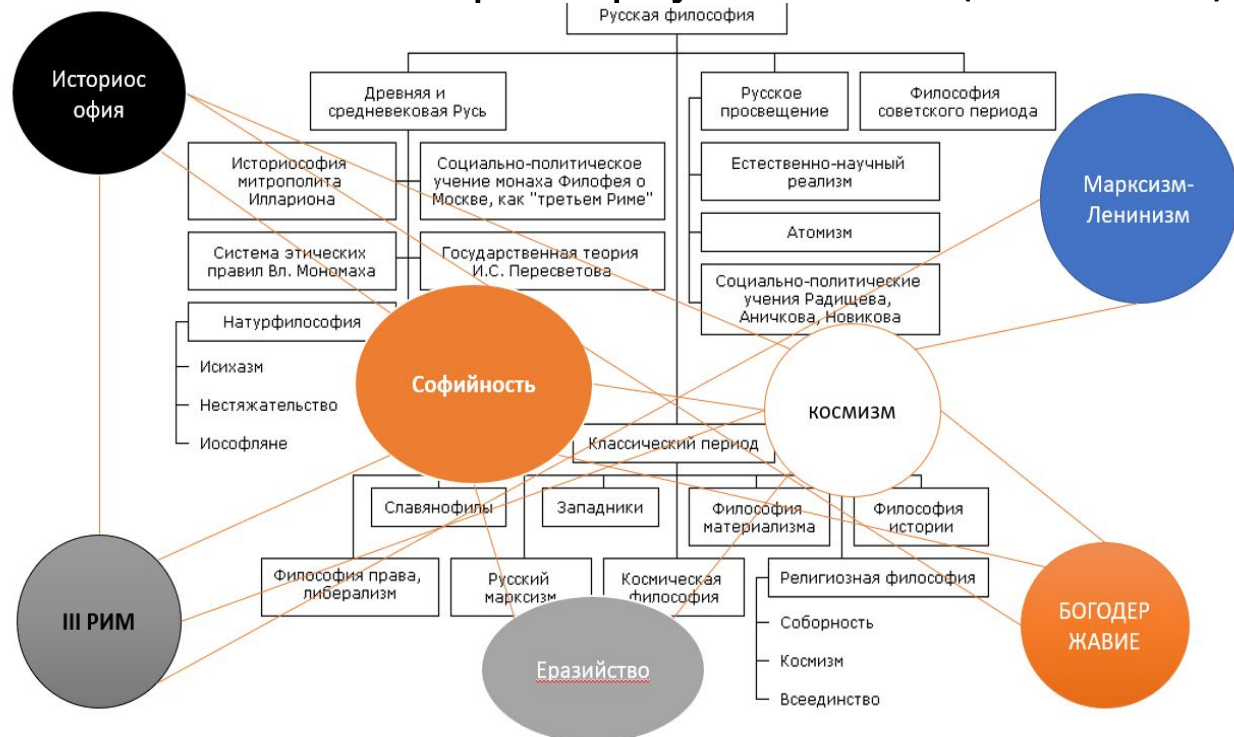 Русская философия
Историос
офия
Древняя и
средневековая Русь
Русское
просвещение
Философия
советского периода
Историософия
митрополита
Иллариона
Социально-политическое
учение монаха Филофея о
Москве, как "третьем Риме"
Естественно-научный
реализм
Марксизм-
Ленинизм
Система этических
правил Вл. Мономаха
Государственная теория
И.С. Пересветова
Атомизм
Социально-политические
учения Радищева,
Аничкова, Новикова
Натурфилософия
Исихазм
Нестяжательство
Иософляне
Софийность
космизм
Классический период
Славянофилы
Западники
Философия
материализма
Философия
истории
Философия права,
либерализм
Русский
марксизм
Космическая
философия
Религиозная философия
Соборность
Космизм
Всеединство
III РИМ
Еразийство
БОГОДЕР
ЖАВИЕ